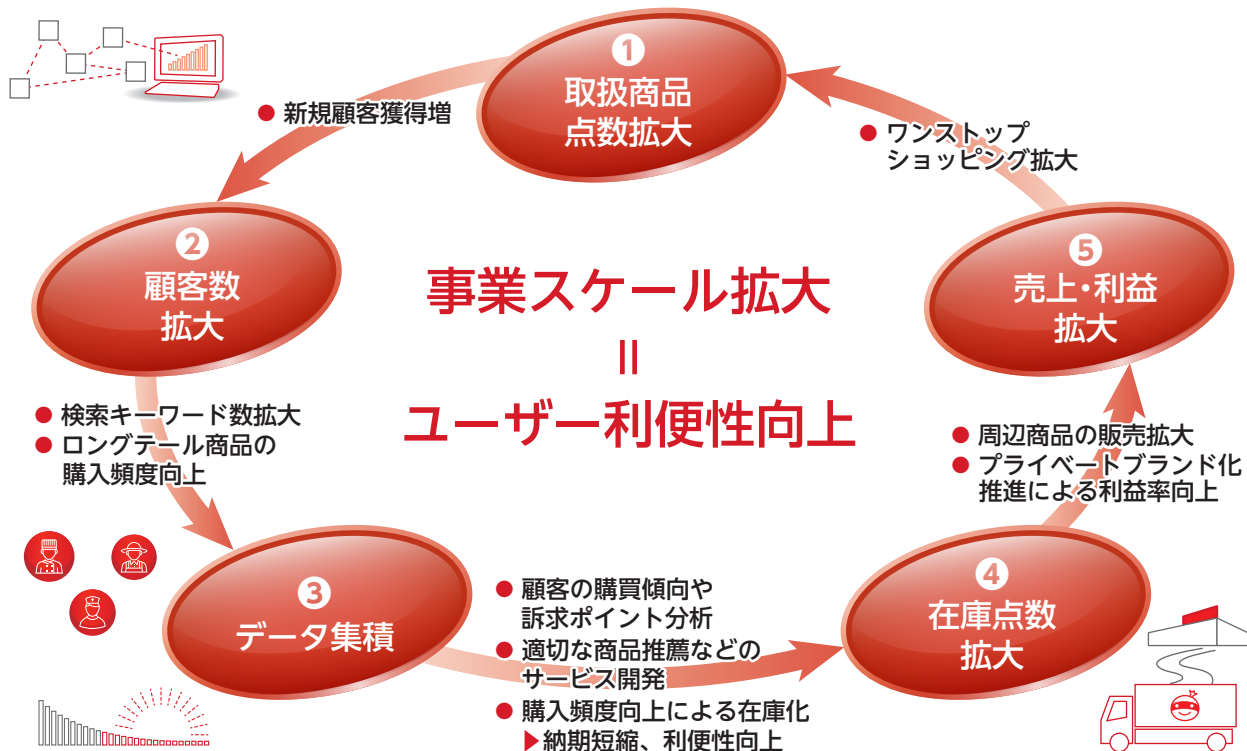 1
取扱商品
点数拡大
● 新規顧客獲得増
2
顧客数
拡大
● 検索キーワード数拡大
● ロングテール商品の
購入頻度向上
3
データ集積
● 顧客の購買傾向や
訴求ポイント分析
● 適切な商品推薦などの
サービス開発
● 購入頻度向上による在庫化
▶納期短縮、利便性向上
4
在庫点数
拡大
● 周辺商品の販売拡大
● プライベートブランド化
推進による利益率向上
5
売上・利益
拡大
● ワンストップ
ショッピング拡大
事業スケール拡大
=
ユーザー利便性向上